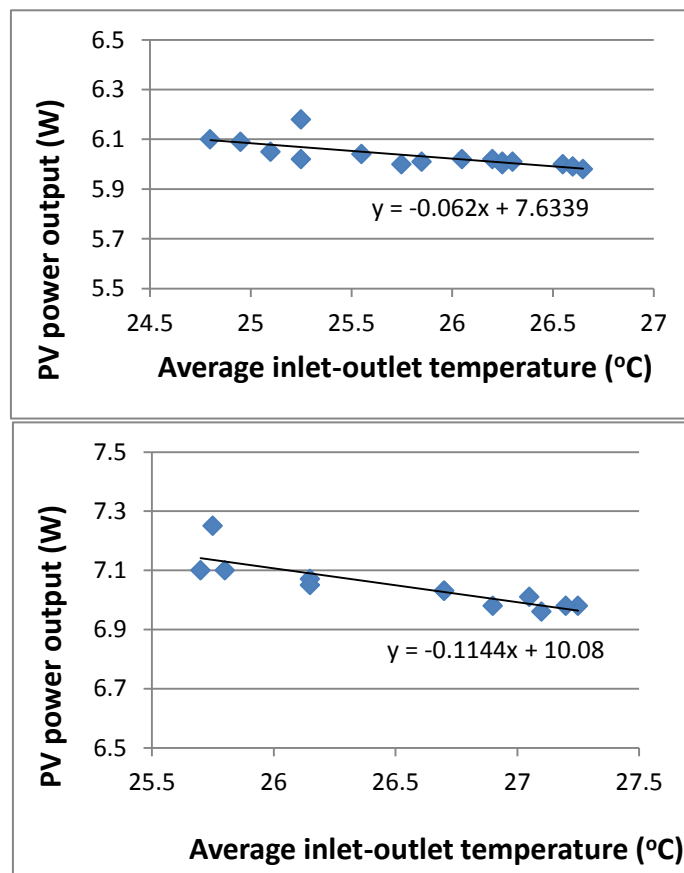 6.5
6.3
6.1
5.9
5.7
5.5
PV power output (W)
y = -0.062x + 7.6339
24.5 25 25.5 26 26.5 27
Average inlet-outlet temperature (°C)
7.5
7.3
7.1
6.9
6.7
6.5
PV power output (W)
y = -0.1144x + 10.08
25.5 26 26.5 27 27.5
Average inlet-outlet temperature (°C)